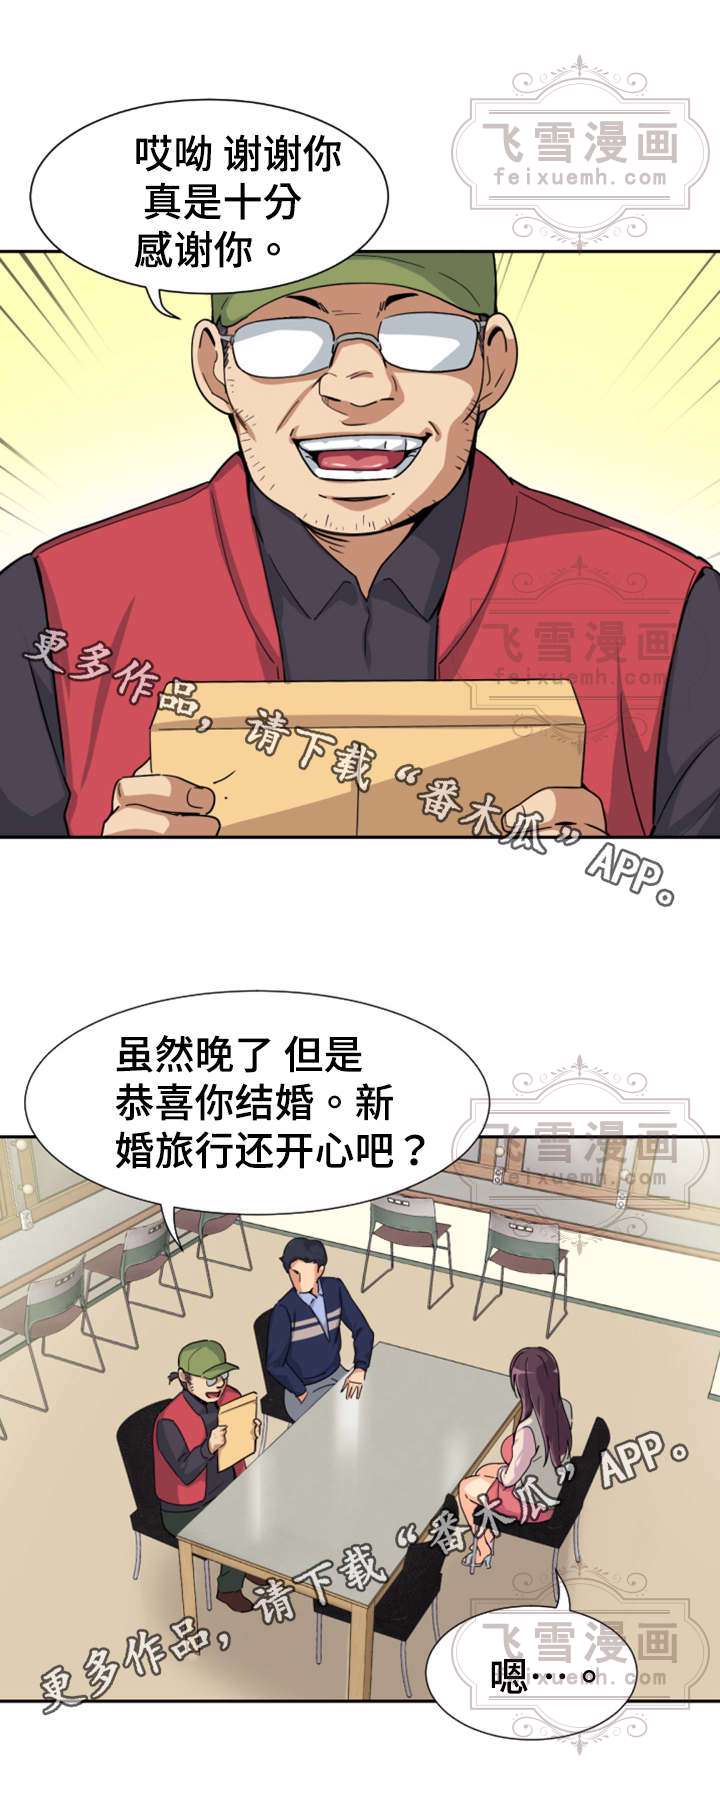 飞雪漫画
feixuemh.com
哎呦 谢谢你
真是十分
感谢你。
飞雪漫画
feixuemh.com
更多作品，请下载“番木瓜”APP。
虽然晚了 但是
恭喜你结婚。新
婚旅行还开心吧？
飞雪漫画
feixuemh.com
更多作品，请下载“番木瓜”APP。
飞雪漫画
feixuemh.com
嗯…。